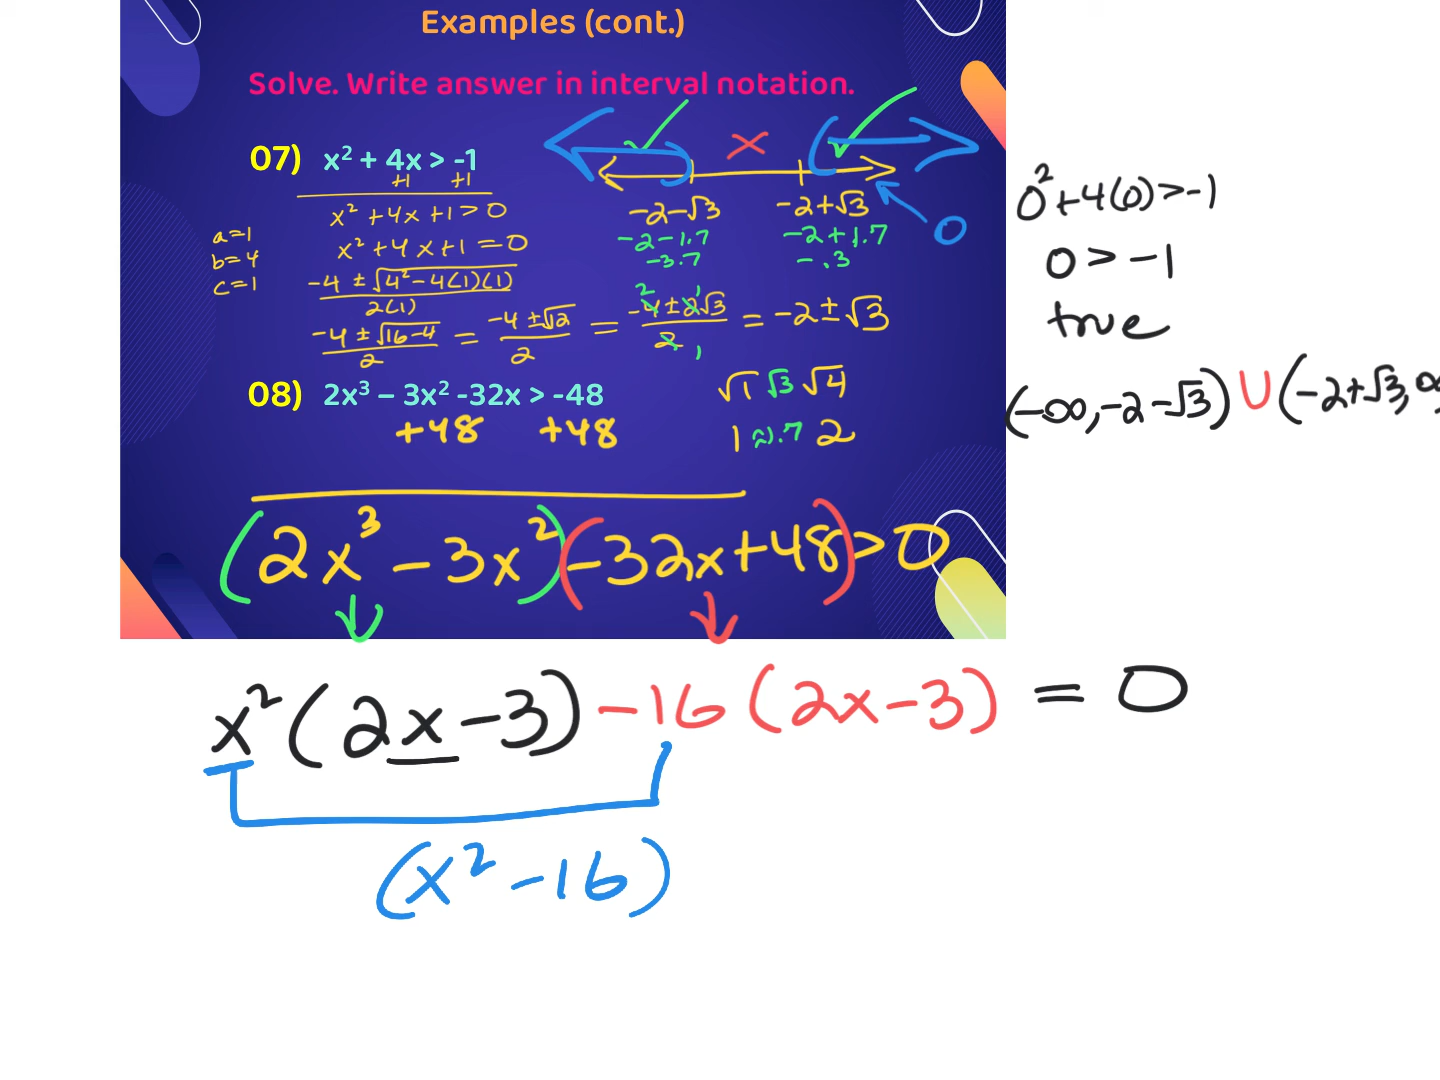 Examples (cont.)
Solve. Write answer in interval notation.
07) x² + 4x > -1
+1 +1
x² + 4x + 1 > 0
x² + 4x + 1 = 0
a=1
b=4
c=1
-4 ± √4²-4(1)(1)
2(1)
-4 ± √16-4 / 2 = -4 ± √12 / 2 = -4 ± 2√3 / 2 = -2 ± √3
2 1
1
-2-√3 -2+√3
-2-1.7 -2+1.7
-3.7 -.3
0
0²+4(0)>-1
0 > -1
true
(-∞, -2-√3) ∪ (-2+√3, ∞
08) 2x³ – 3x² -32x > -48
+48 +48
√1 √3 √4
1 ≈1.7 2
(2x³ - 3x²)(-32x+48)>0
x²(2x-3) -16(2x-3) = 0
(x²-16)